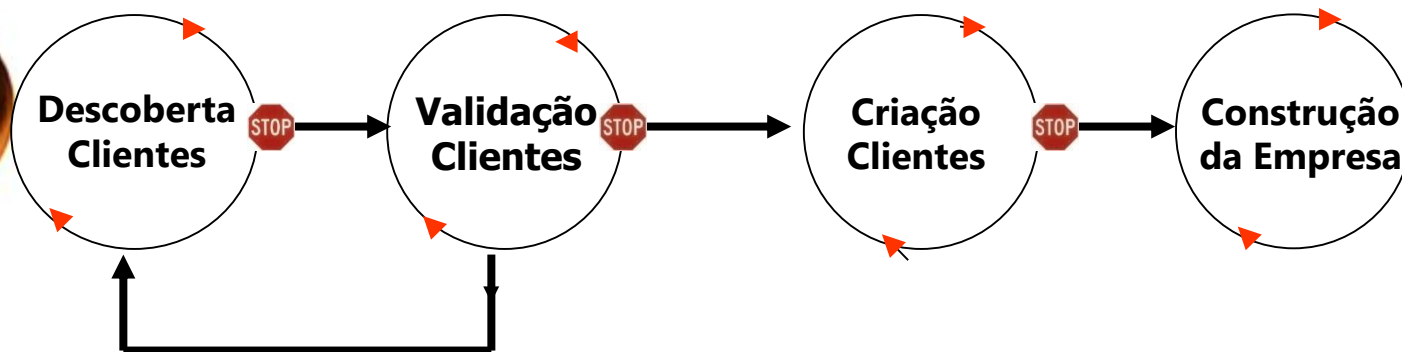 Descoberta
Clientes
STOP
Validação
Clientes
STOP
Criação
Clientes
STOP
Construção
da Empresa